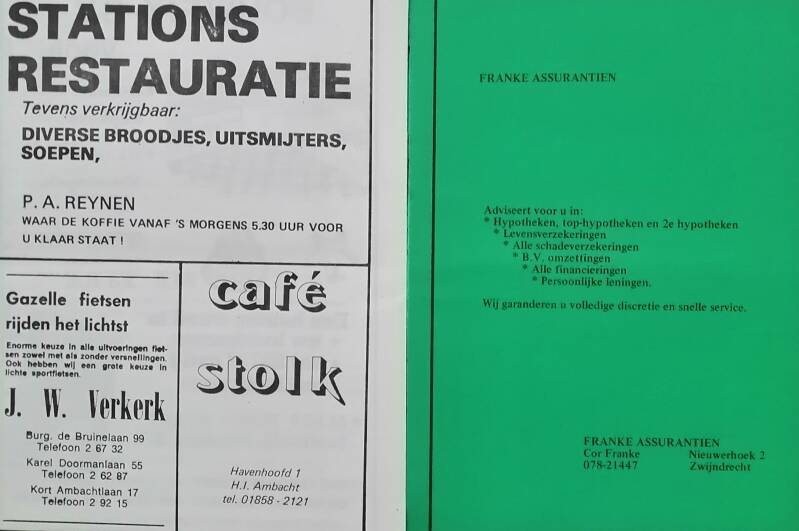 STATIONS
RESTAURATIE
Tevens verkrijgbaar:
DIVERSE BROODJES, UITSMIJTERS,
SOEPEN,
P. A. REYNEN
WAAR DE KOFFIE VANAF 'S MORGENS 5.30 UUR VOOR
U KLAAR STAAT !
Gazelle fietsen
rijden het lichtst
Enorme keuze in alle uitvoeringen fiet-
sen zowel met als zonder versnellingen.
Ook hebben wij een grote keuze in
lichte sportfietsen.
J. W. Verkerk
Burg. de Bruinelaan 99
Telefoon 2 67 32
Karel Doormanlaan 55
Telefoon 2 62 87
Kort Ambachtlaan 17
Telefoon 2 92 15
café
stolk
Havenhoofd 1
H.I. Ambacht
tel. 01858 - 2121
FRANKE ASSURANTIEN
Adviseert voor u in:
* Hypotheken, top-hypotheken en 2e hypotheken
* Levensverzekeringen
* Alle schadeverzekeringen
* B.V. omzettingen
* Alle financieringen
* Persoonlijke leningen.
Wij garanderen u volledige discretie en snelle service.
FRANKE ASSURANTIEN
Cor Franke Nieuwerhoek 2
078-21447 Zwijndrecht